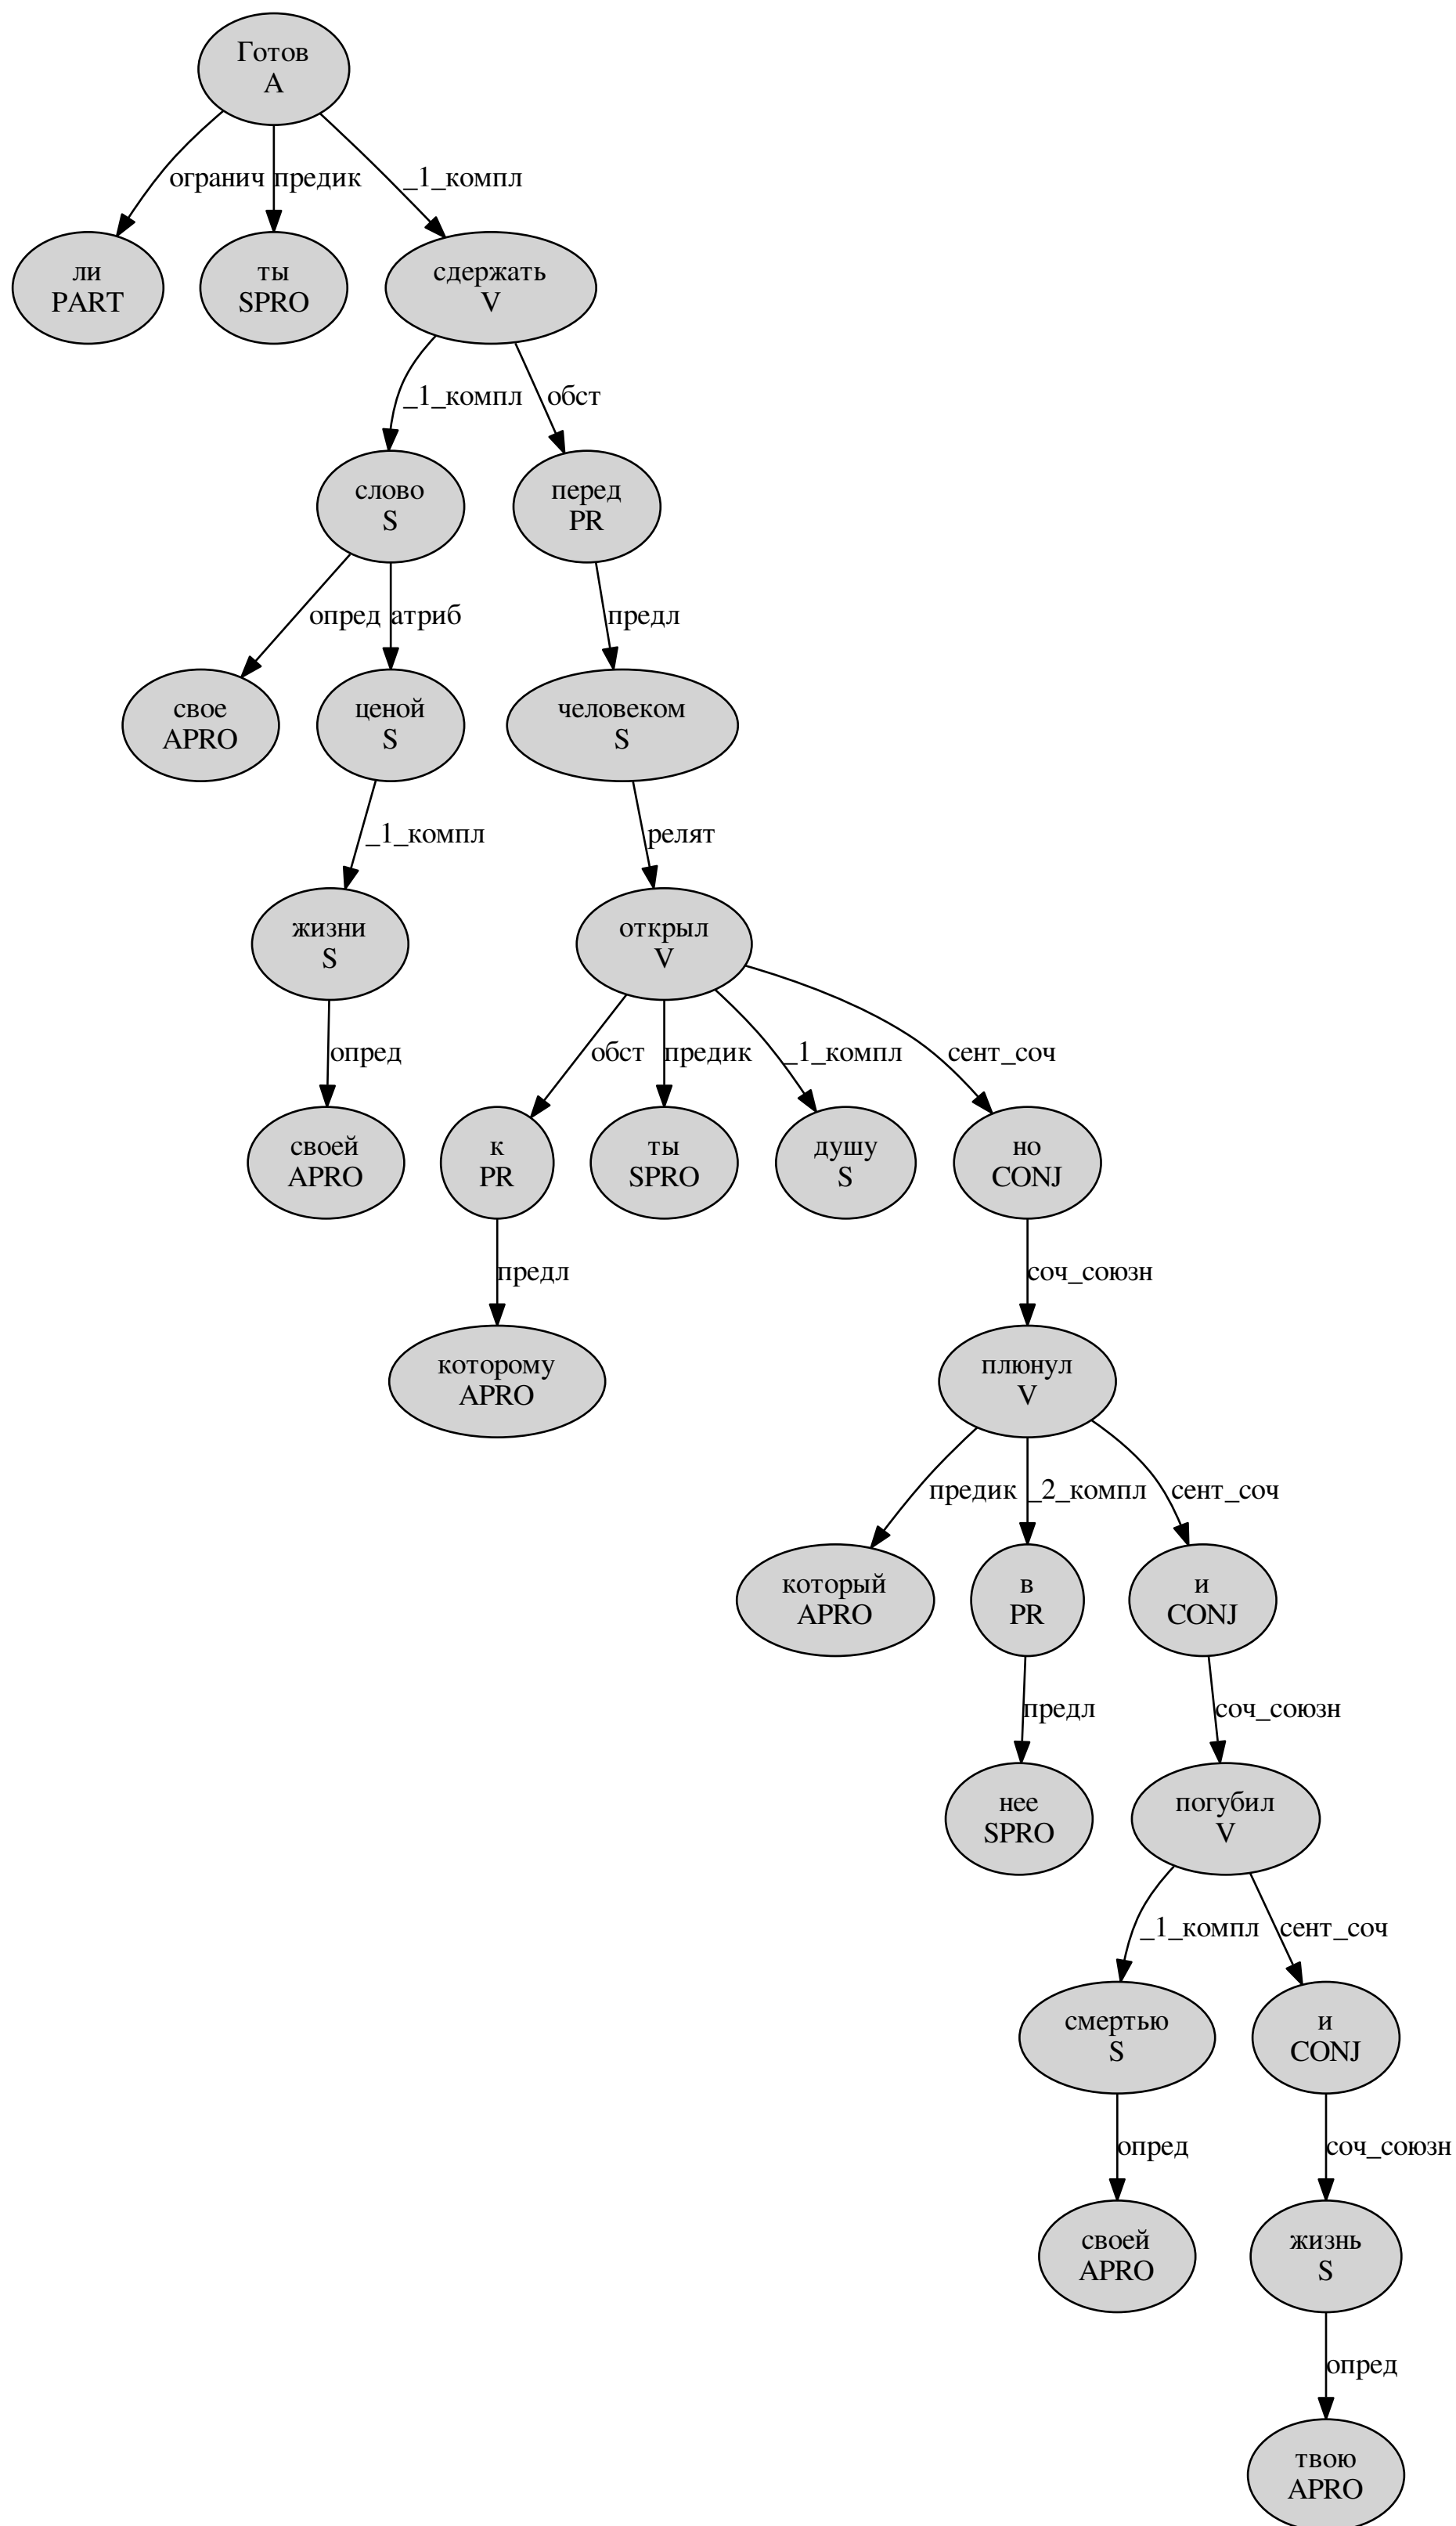 Готов
A
огранич предик _1_компл
ли
PART
ты
SPRO
сдержать
V
_1_компл обст
слово
S
перед
PR
опред атриб предл
свое
APRO
ценой
S
человеком
S
_1_компл релят
жизни
S
открыл
V
опред обст предик _1_компл сент_соч
своей
APRO
к
PR
ты
SPRO
душу
S
но
CONJ
предл соч_союзн
которому
APRO
плюнул
V
предик _2_компл сент_соч
который
APRO
в
PR
и
CONJ
предл соч_союзн
нее
SPRO
погубил
V
_1_компл сент_соч
смертью
S
и
CONJ
опред соч_союзн
своей
APRO
жизнь
S
опред
твою
APRO